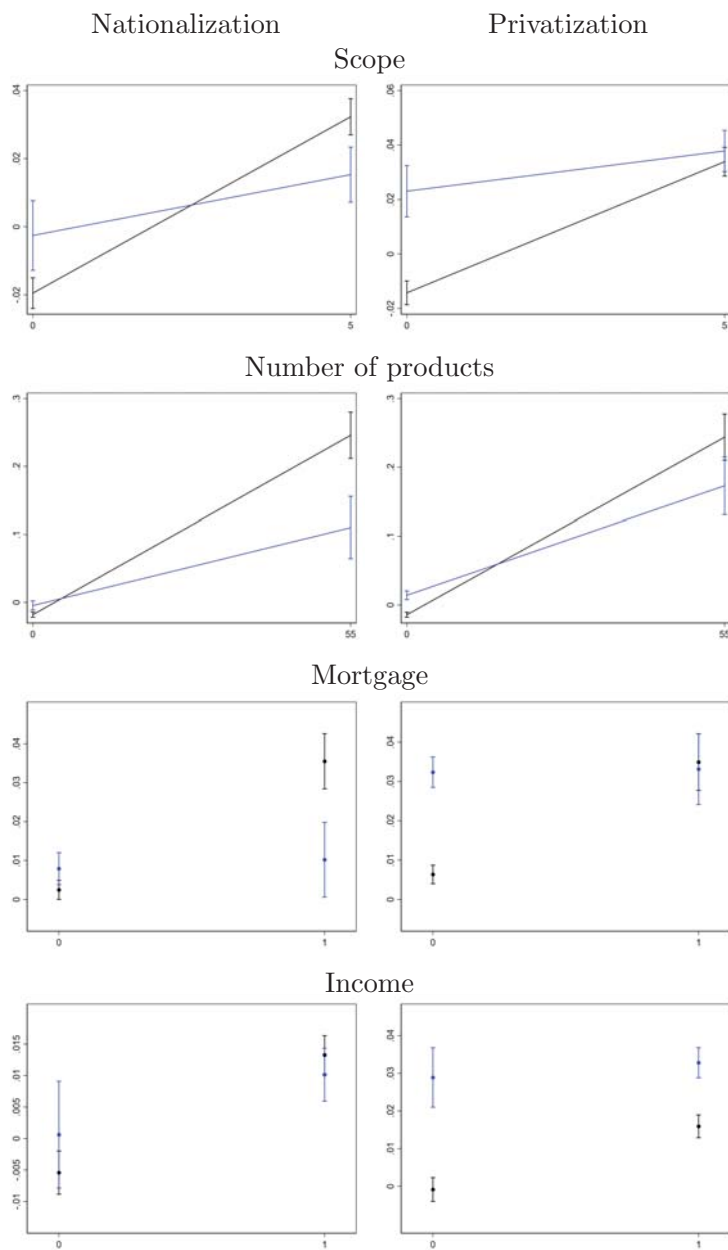 Nationalization Privatization
Scope
.04 .06
.02 .04
0 .02
-.02 0
-.02
0 5 0 5
Number of products
.3 .3
.2 .2
.1 .1
0 0
0 55 0 55
Mortgage
.04 .04
.03 .03
.02 .02
.01 .01
0 0
0 1 0 1
Income
.015 .04
.01 .03
.005 .02
0 .01
-.005 0
-.01
0 1 0 1